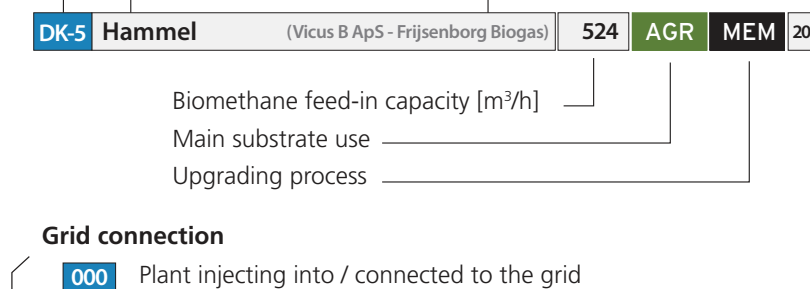 DK-5 Hammel (Vicus B ApS - Frijsenborg Biogas) 524 AGR MEM 20
Biomethane feed-in capacity [m³/h]
Main substrate use
Upgrading process
Grid connection
000 Plant injecting into / connected to the grid